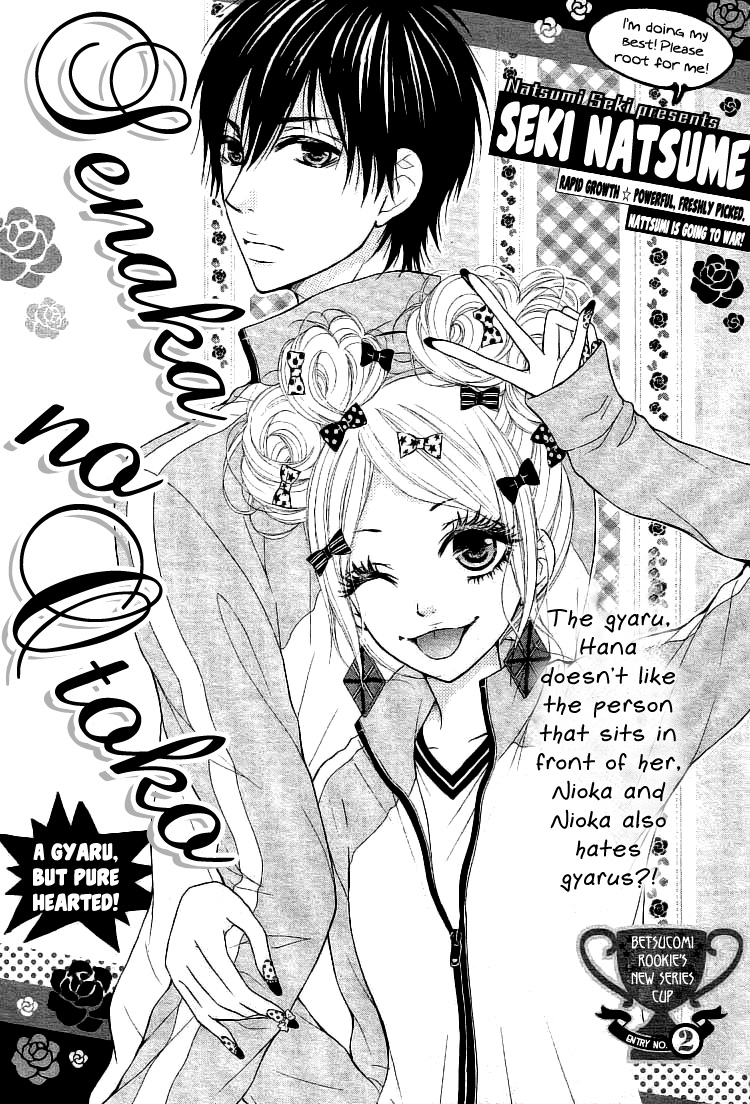 I'm doing my
best! Please
root for me!
Natsumi Seki presents
SEKI NATSUME
RAPID GROWTH ☆ POWERFUL, FRESHLY PICKED,
NATTSUMI IS GOING TO WAR!
Senaka
no
Otoko
The gyaru,
Hana
doesn't like
the person
that sits in
front of her,
Nioka and
Nioka also
hates
gyarus?!
A GYARU,
BUT PURE
HEARTED!
BETSUCOMI
ROOKIE'S
NEW SERIES
CUP
ENTRY NO. 2